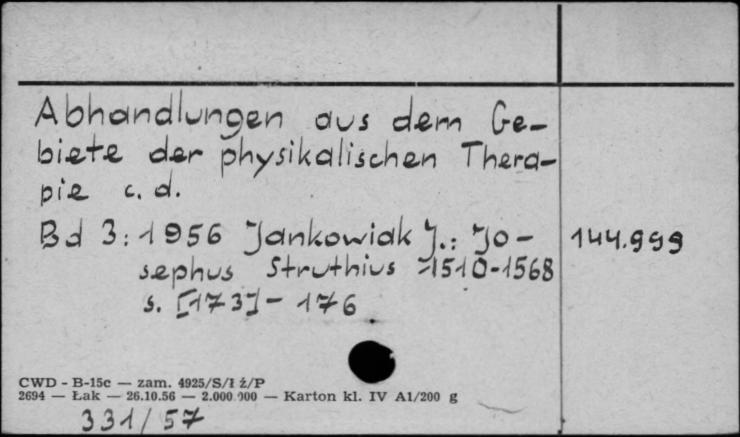 Abhandlungen aus dem Ge-
biete der physikalischen Thera-
pie c. d.
Bd 3: 1956 Jankowiak J.: Jo- 144.999
sephus Struthius 1510-1568
s. [173] - 176
CWD - B-15c — zam. 4925/S/1 ż/P
2694 — Łak — 26.10.56 — 2.000.000 — Karton kl. IV A1/200 g
331/57